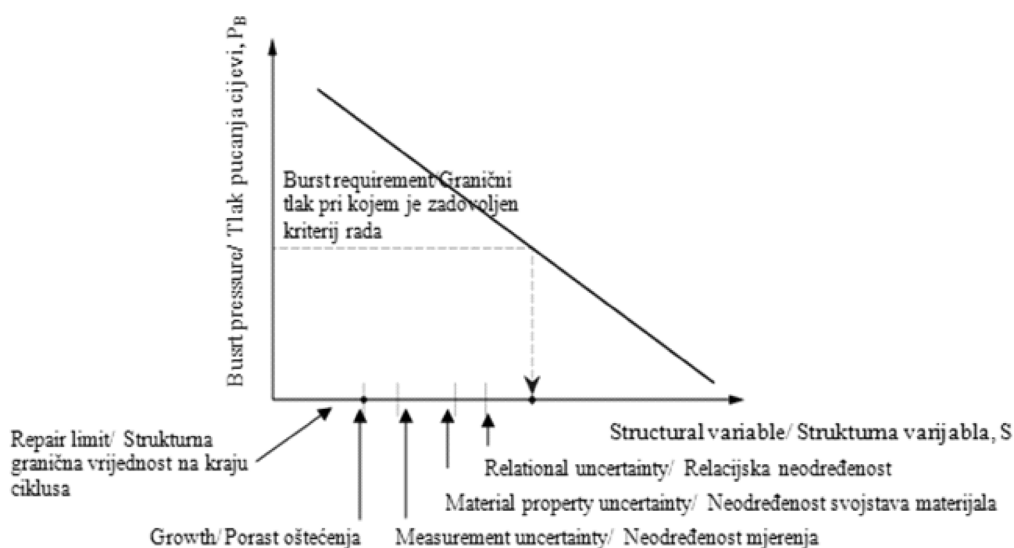 Busrt pressure/ Tlak pucanja cijevi, PB
Burst requirement/Granični
tlak pri kojem je zadovoljen
kriterij rada
Repair limit/ Strukturna
granična vrijednost na kraju
ciklusa
Structural variable/ Strukturna varijabla, S
Relational uncertainty/ Relacijska neodređenost
Material property uncertainty/ Neodređenost svojstava materijala
Growth/Porast oštećenja
Measurement uncertainty/ Neodređenost mjerenja